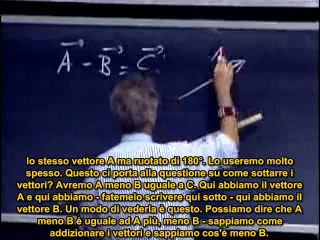 A - B = C
A
lo stesso vettore A ma ruotato di 180°. Lo useremo molto
spesso. Questo ci porta alla questione su come sottarre i
vettori? Avremo A meno B uguale a C. Qui abbiamo il vettore
A e qui abbiamo - fatemelo scrivere qui sotto - qui abbiamo il
vettore B. Un modo di vederla è questo. Possiamo dire che A
meno B'è uguale ad A più, meno B - sappiamo come
addizionare i vettori e sappiamo cos'è meno B.